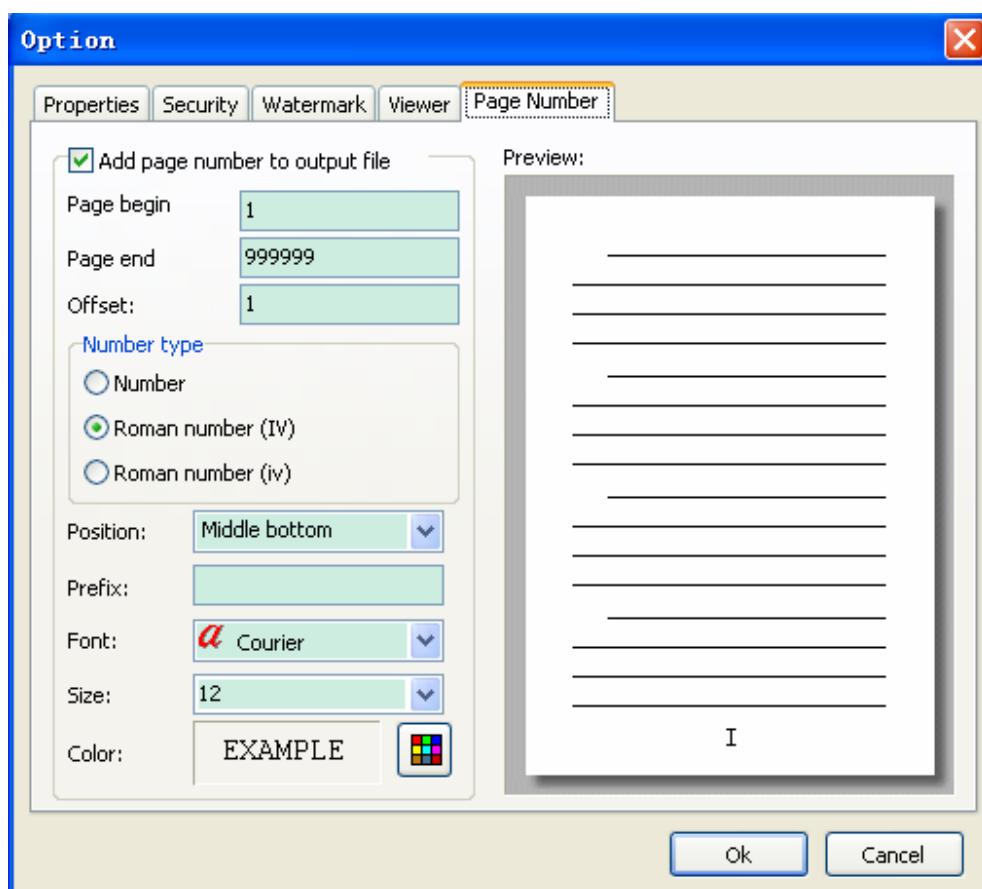 Option
Properties Security Watermark Viewer Page Number
Add page number to output file
Page begin 1
Page end 999999
Offset: 1
Number type
Number
Roman number (IV)
Roman number (iv)
Position: Middle bottom
Prefix:
Font: a Courier
Size: 12
Color: EXAMPLE
Preview:
I
Ok Cancel